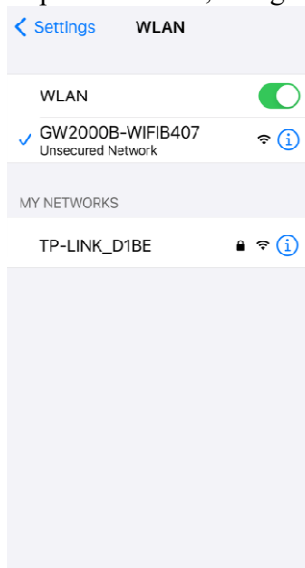 Settings WLAN
WLAN
GW2000B-WIFIB407
Unsecured Network
MY NETWORKS
TP-LINK_D1BE